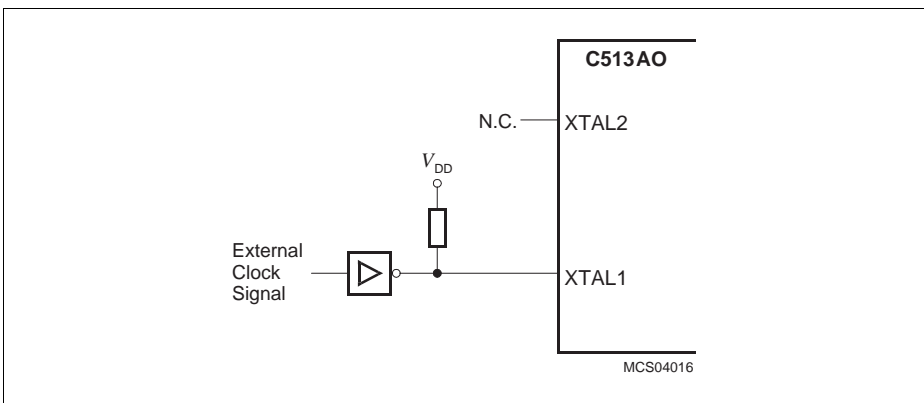 C513AO
N.C.
XTAL2
VDD
External
Clock
Signal
XTAL1
MCS04016